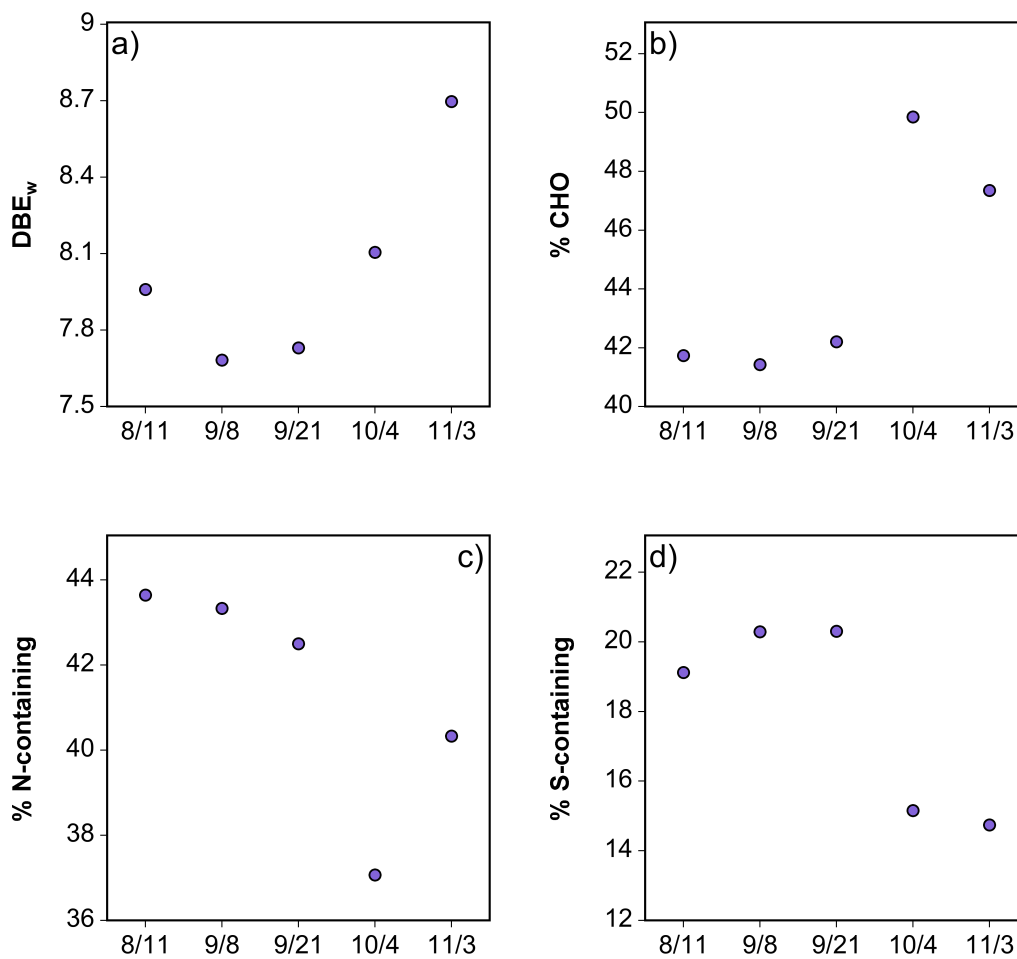 a)
DBEw
9
8.7
8.4
8.1
7.8
7.5
8/11 9/8 9/21 10/4 11/3
b)
% CHO
52
50
48
46
44
42
40
8/11 9/8 9/21 10/4 11/3
c)
% N-containing
44
42
40
38
36
8/11 9/8 9/21 10/4 11/3
d)
% S-containing
22
20
18
16
14
12
8/11 9/8 9/21 10/4 11/3